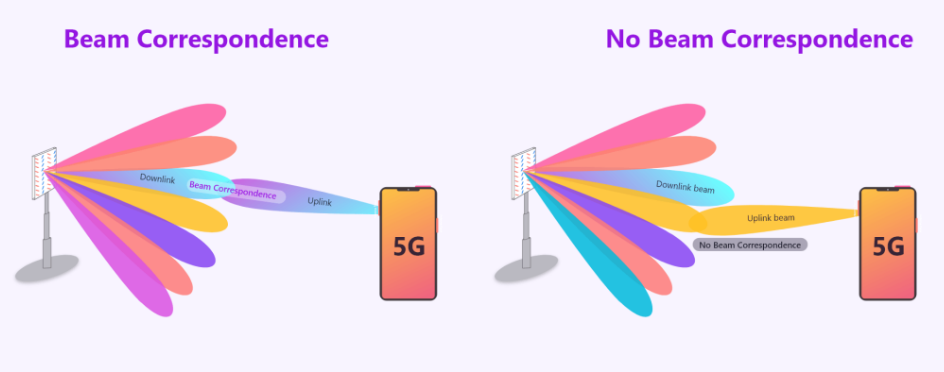 Beam Correspondence
No Beam Correspondence
Downlink
Beam Correspondence
Uplink
5G
Downlink beam
Uplink beam
No Beam Correspondence
5G